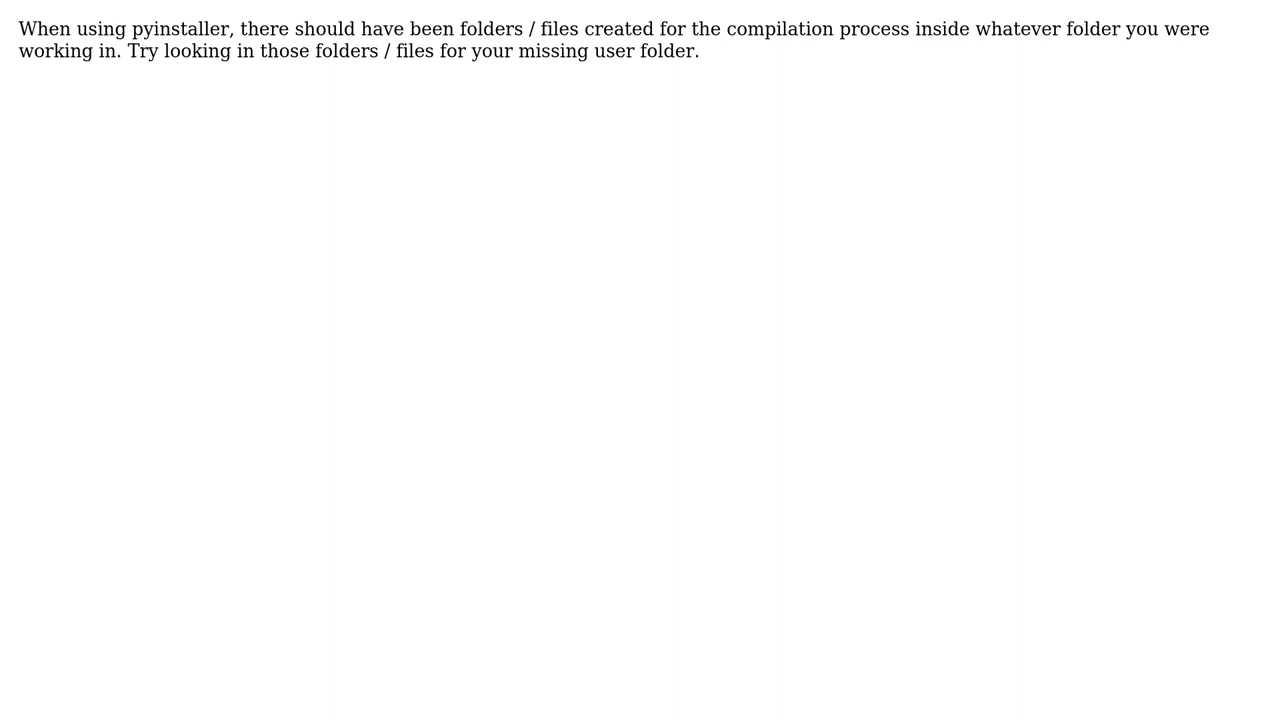 When using pyinstaller, there should have been folders / files created for the compilation process inside whatever folder you were
working in. Try looking in those folders / files for your missing user folder.